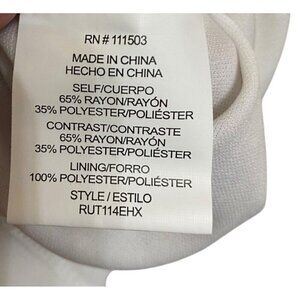 RN # 111503
MADE IN CHINA
HECHO EN CHINA
SELF/CUERPO
65% RAYON/RAYÓN
35% POLYESTER/POLIÉSTER
CONTRAST/CONTRASTE
65% RAYON/RAYÓN
35% POLYESTER/POLIÉSTER
LINING/FORRO
100% POLYESTER/POLIÉSTER
STYLE / ESTILO
RUT114EHX